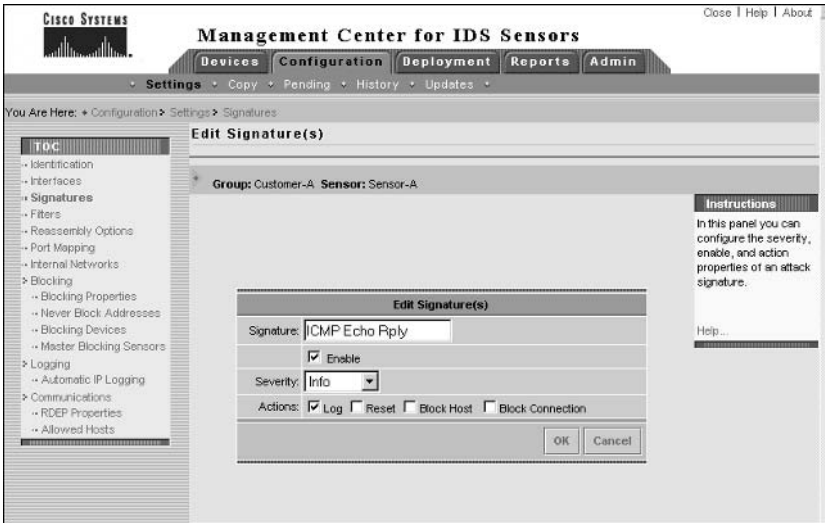 Close | Help | About
CISCO SYSTEMS
Management Center for IDS Sensors
Devices Configuration Deployment Reports Admin
Settings Copy Pending History Updates
You Are Here: Configuration > Settings > Signatures
TOC
Identification
Interfaces
Signatures
Filters
Reassembly Options
Port Mapping
Internal Networks
Blocking
Blocking Properties
Never Block Addresses
Blocking Devices
Master Blocking Sensors
Logging
Automatic IP Logging
Communications
RDEP Properties
Allowed Hosts
Edit Signature(s)
Group: Customer-A Sensor: Sensor-A
Edit Signature(s)
Signature: ICMP Echo Rply
Enable
Severity: Info
Actions: Log Reset Block Host Block Connection
OK Cancel
Instructions
In this panel you can
configure the severity,
enable, and action
properties of an attack
signature.
Help...